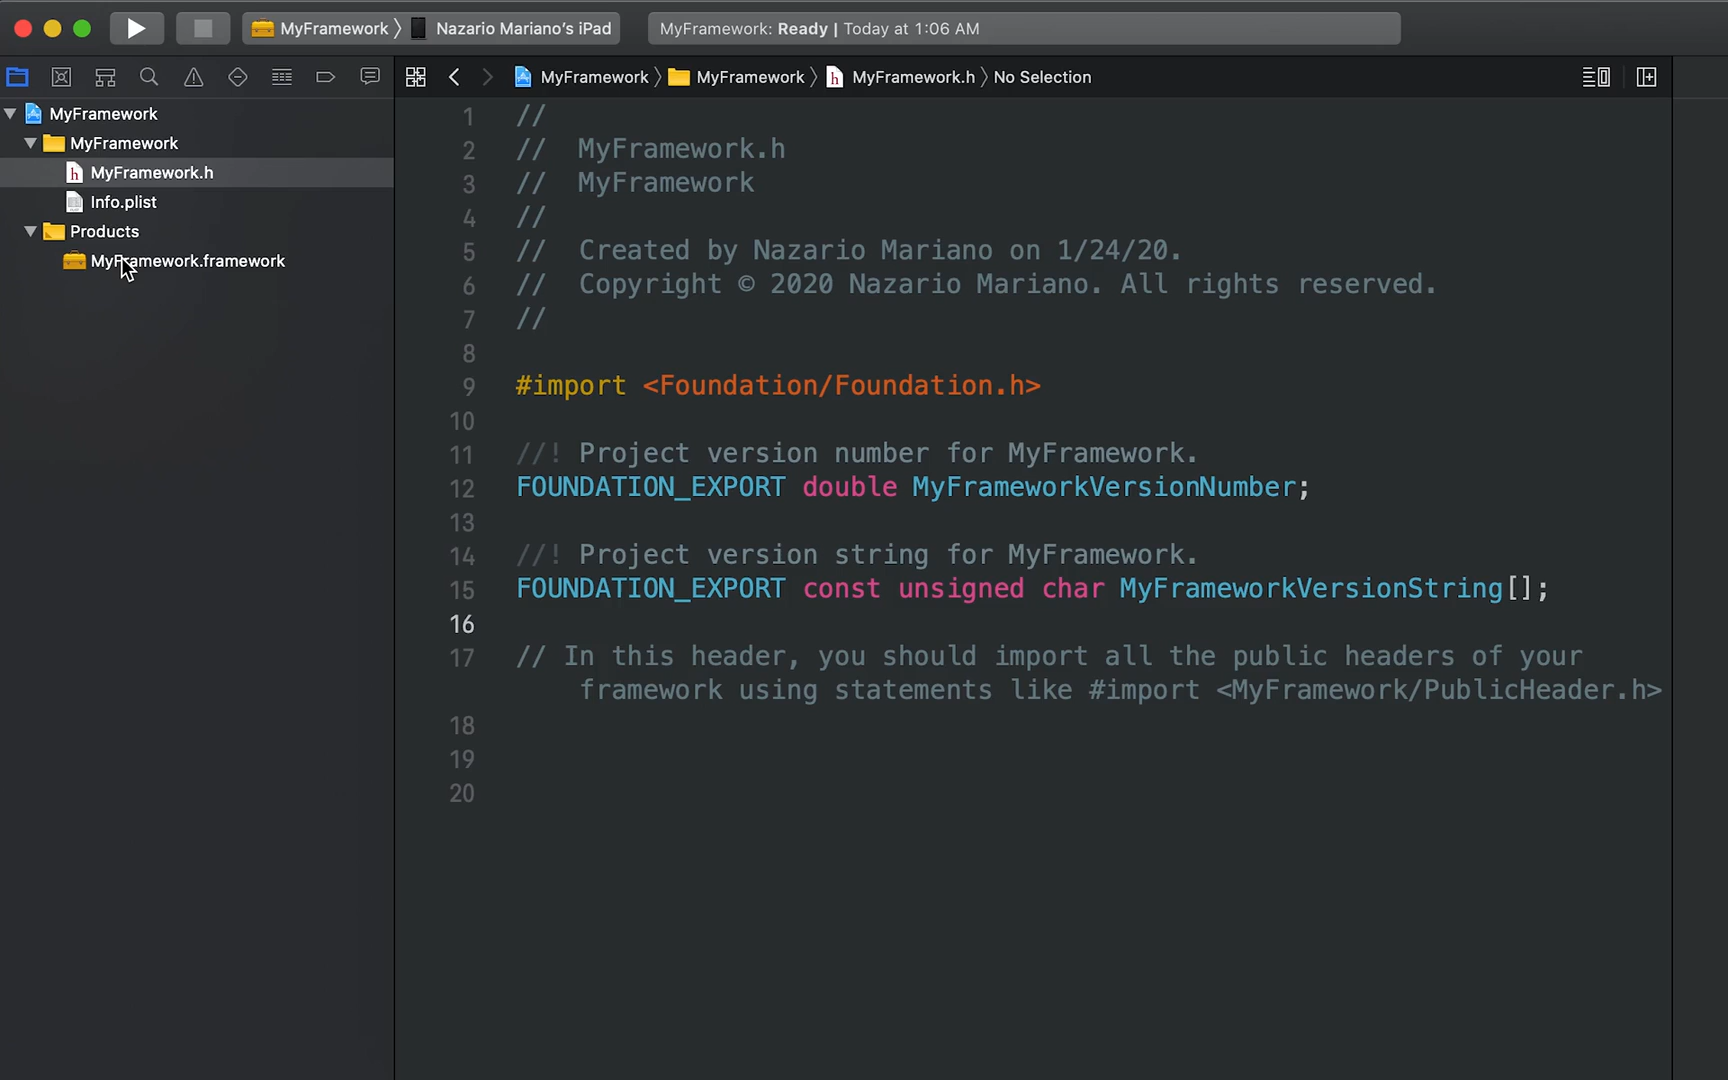 MyFramework 〉 Nazario Mariano’s iPad
MyFramework: Ready | Today at 1:06 AM
MyFramework 〉 MyFramework 〉 MyFramework.h 〉 No Selection
MyFramework
MyFramework
MyFramework.h
Info.plist
Products
MyFramework.framework
1 //
2 // MyFramework.h
3 // MyFramework
4 //
5 // Created by Nazario Mariano on 1/24/20.
6 // Copyright © 2020 Nazario Mariano. All rights reserved.
7 //
8
9 #import <Foundation/Foundation.h>
10
11 //! Project version number for MyFramework.
12 FOUNDATION_EXPORT double MyFrameworkVersionNumber;
13
14 //! Project version string for MyFramework.
15 FOUNDATION_EXPORT const unsigned char MyFrameworkVersionString[];
16
17 // In this header, you should import all the public headers of your
framework using statements like #import <MyFramework/PublicHeader.h>
18
19
20